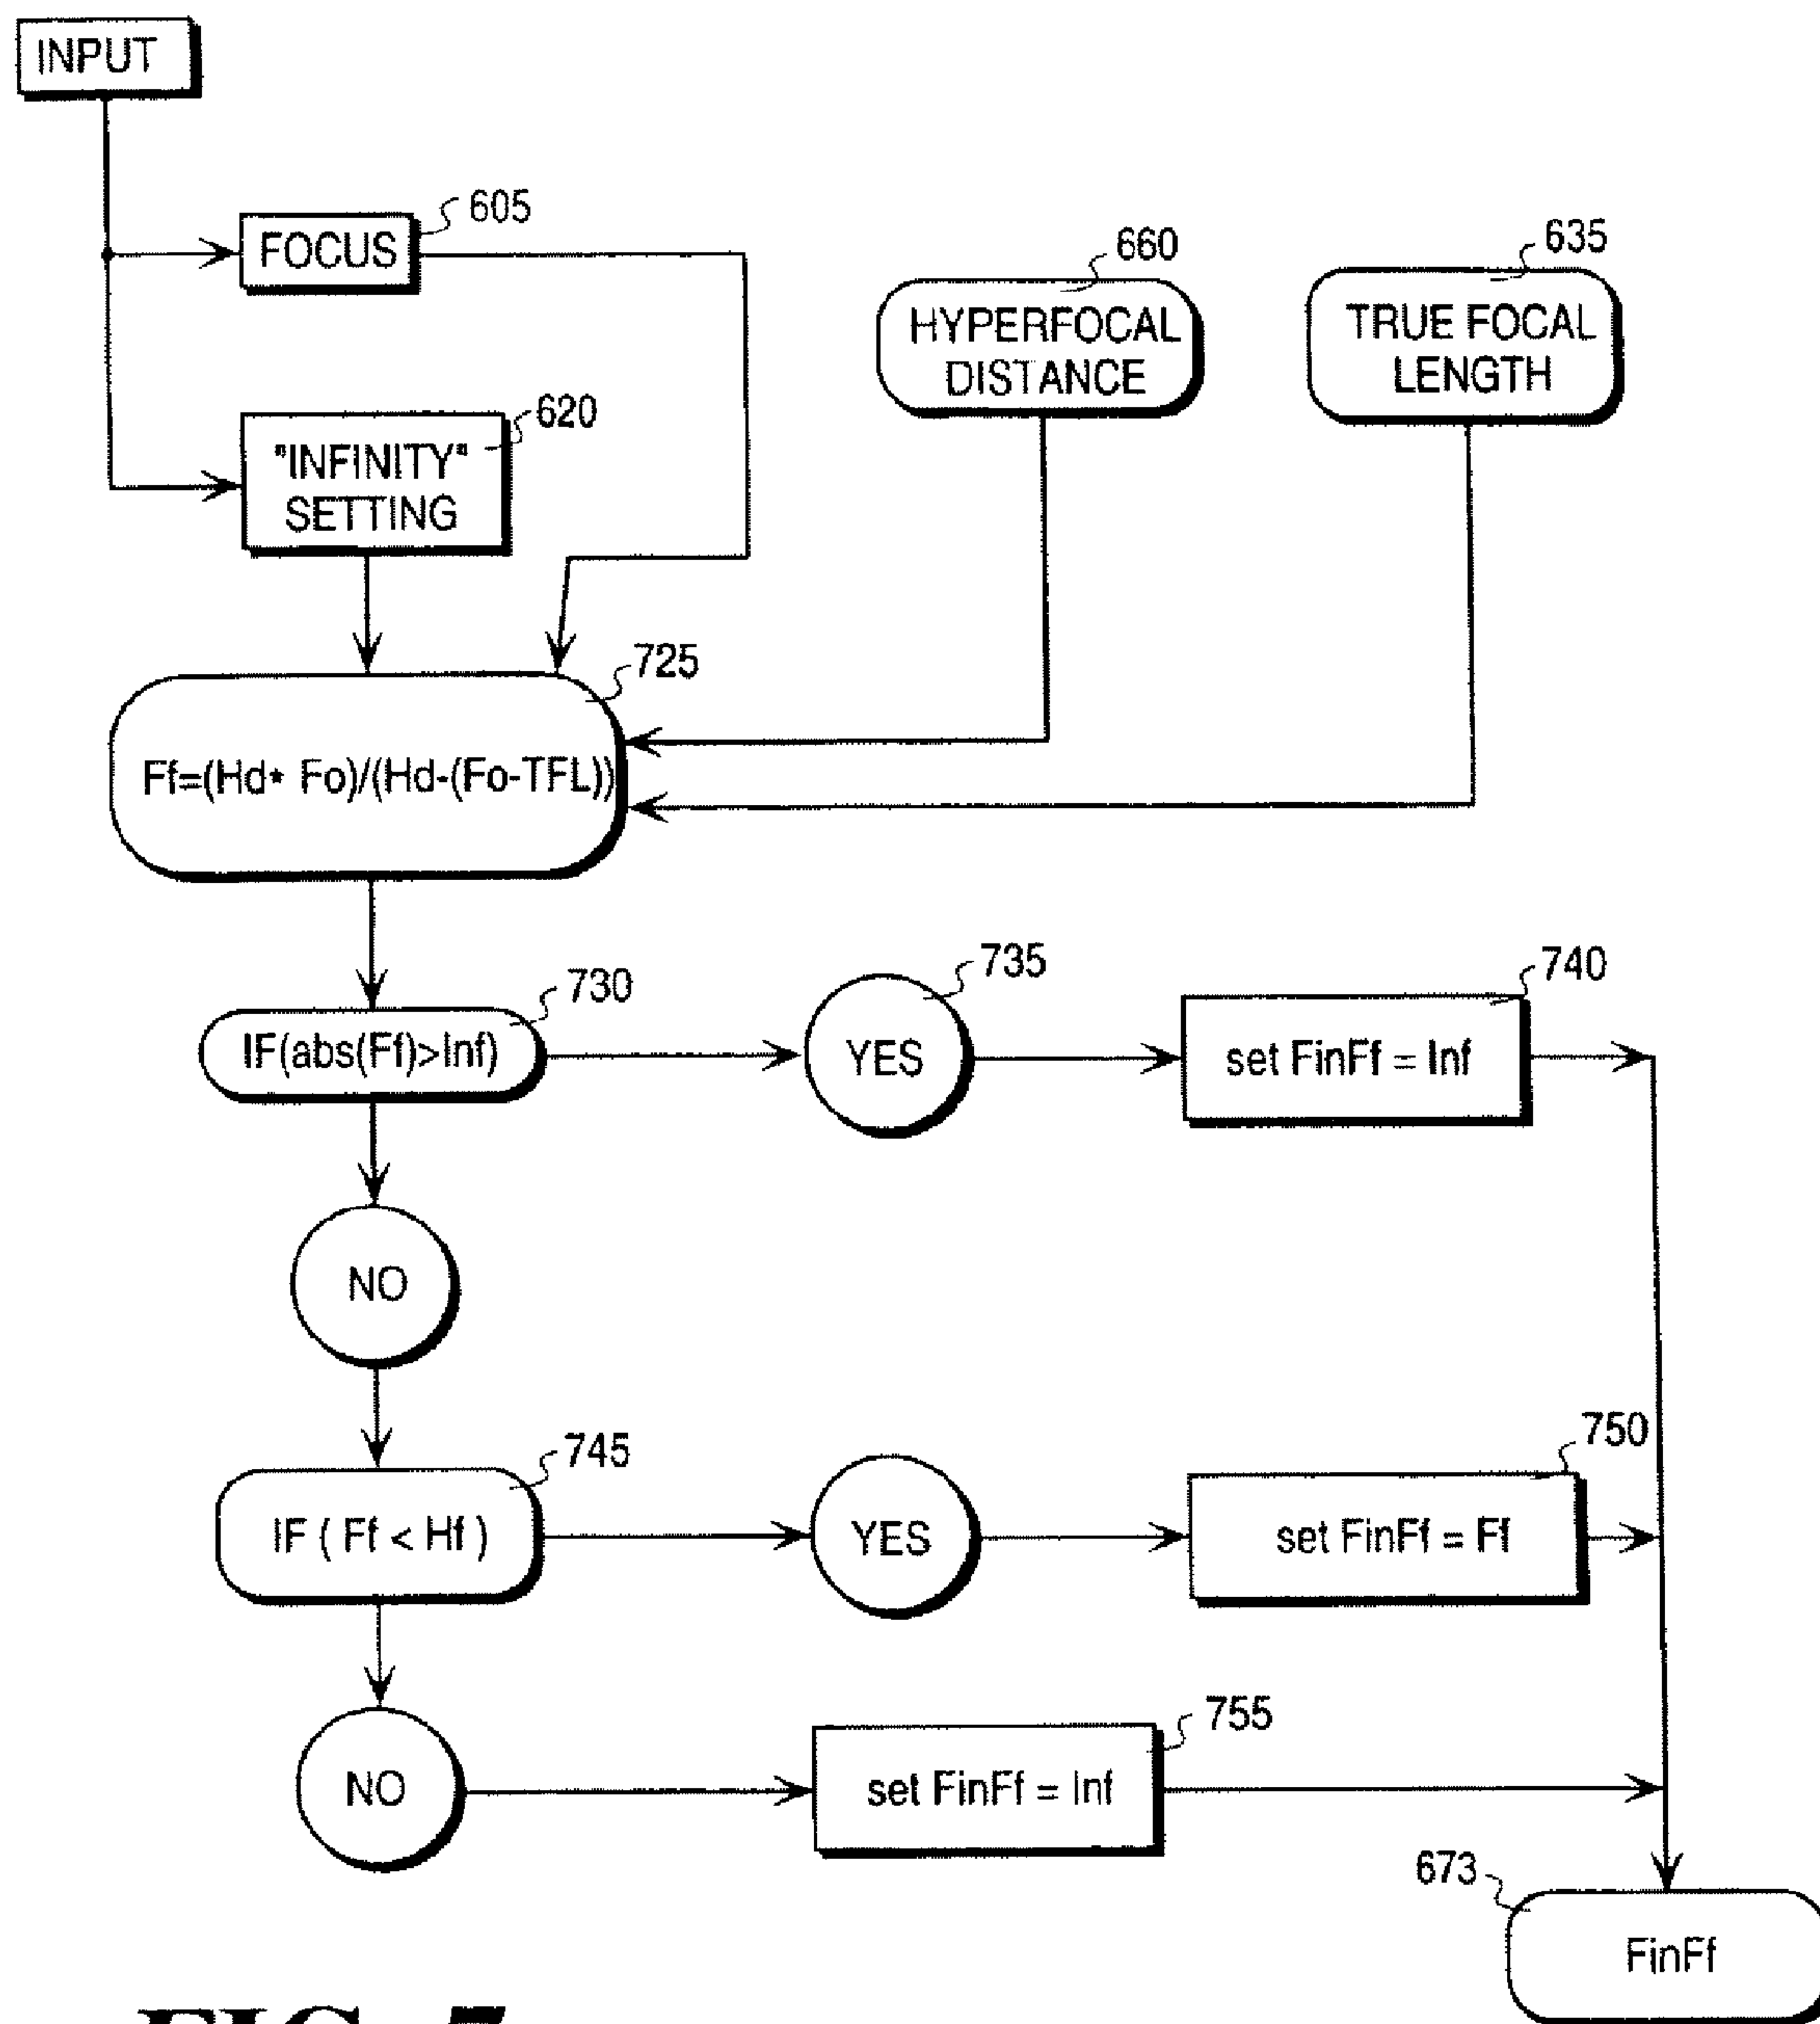 INPUT
605
FOCUS
660
HYPERFOCAL
DISTANCE
635
TRUE FOCAL
LENGTH
620
"INFINITY"
SETTING
725
Ff=(Hd* Fo)/(Hd-(Fo-TFL))
730
IF(abs(Ff)>Inf)
735
YES
740
set FinFf = Inf
NO
745
IF ( Ff < Hf )
YES
750
set FinFf = Ff
NO
755
set FinFf = Inf
673
FinFf